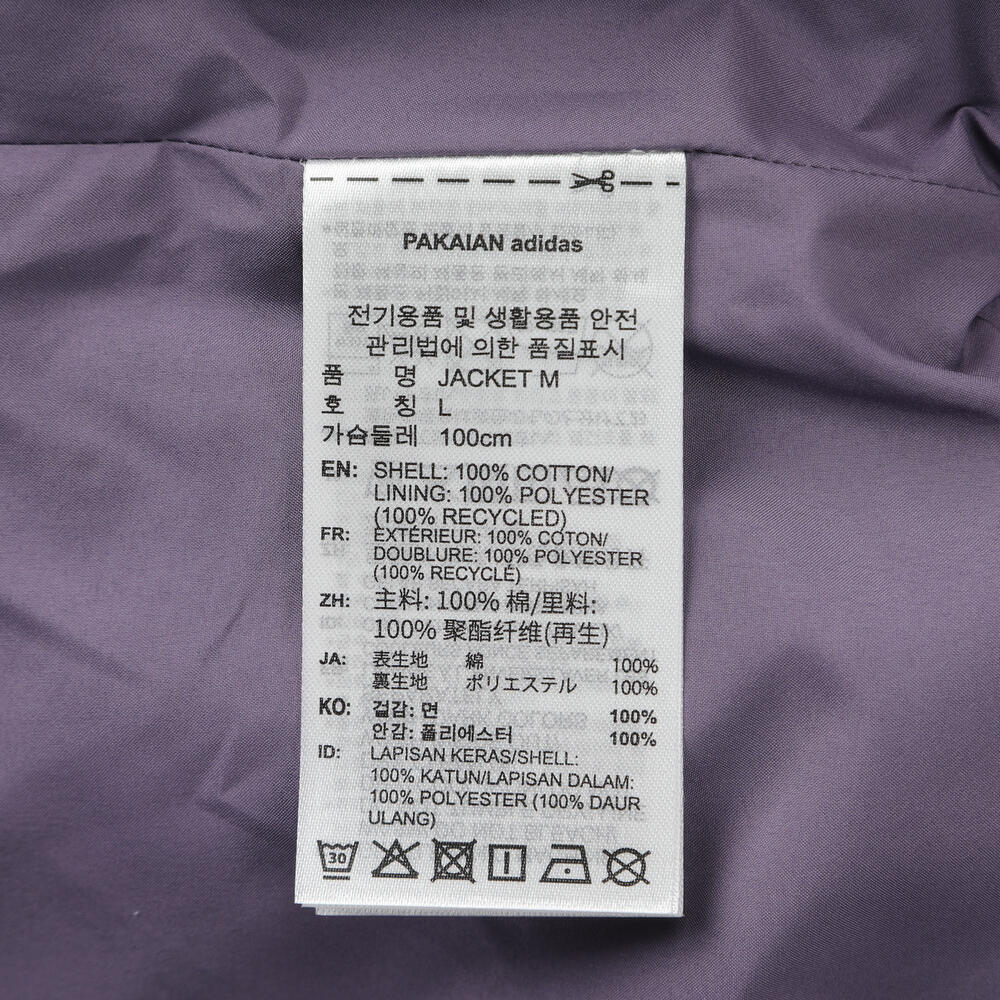 PAKAIAN adidas
전기용품 및 생활용품 안전
관리법에 의한 품질표시
품 명 JACKET M
호 칭 L
가슴둘레 100cm
EN: SHELL: 100% COTTON/
LINING: 100% POLYESTER
(100% RECYCLED)
FR: EXTÉRIEUR: 100% COTON/
DOUBLURE: 100% POLYESTER
(100% RECYCLÉ)
ZH: 主料: 100% 棉/里料:
100% 聚酯纤维(再生)
JA: 表生地 綿 100%
裏生地 ポリエステル 100%
KO: 겉감: 면 100%
안감: 폴리에스터 100%
ID: LAPISAN KERAS/SHELL:
100% KATUN/LAPISAN DALAM:
100% POLYESTER (100% DAUR
ULANG)
30